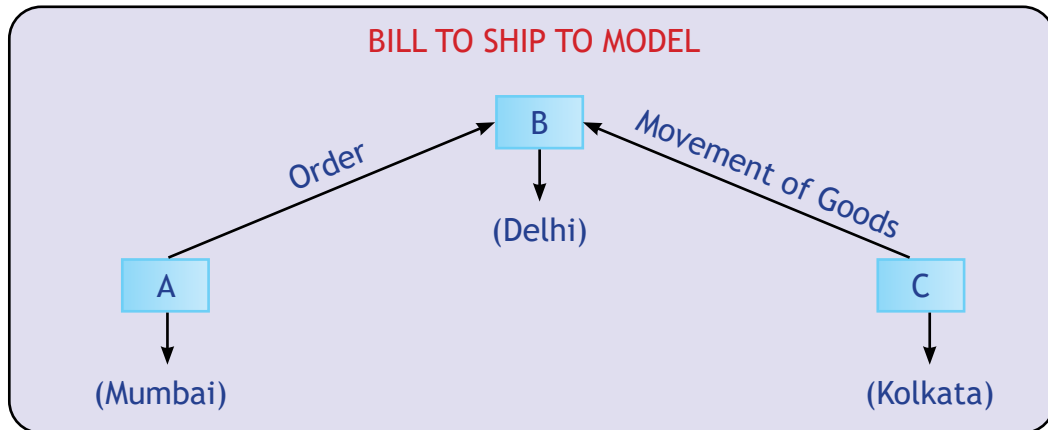 BILL TO SHIP TO MODEL
B
Order
Movement of Goods
(Delhi)
A
C
(Mumbai)
(Kolkata)